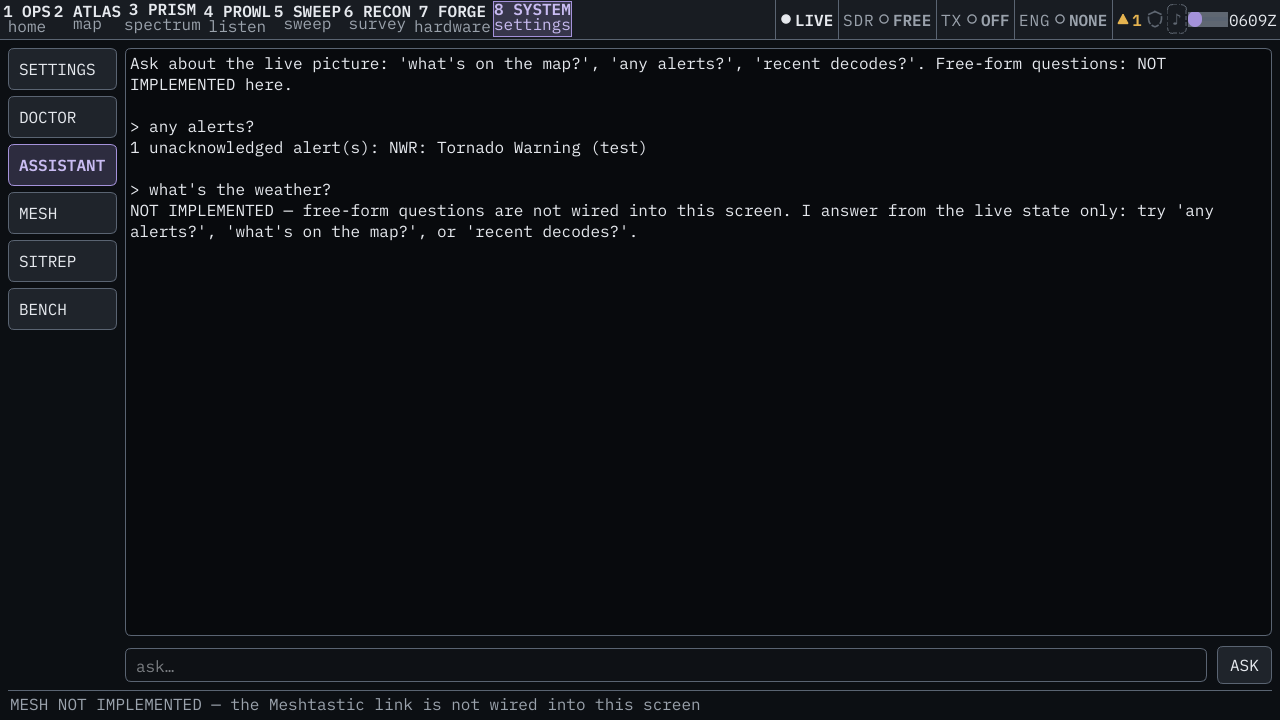 1 OPS 2 ATLAS 3 PRISM 4 PROWL 5 SWEEP 6 RECON 7 FORGE 8 SYSTEM
home map spectrum listen sweep survey hardware settings
LIVE SDR FREE TX OFF ENG NONE 1 0609Z
SETTINGS
DOCTOR
ASSISTANT
MESH
SITREP
BENCH
Ask about the live picture: 'what's on the map?', 'any alerts?', 'recent decodes?'. Free-form questions: NOT
IMPLEMENTED here.
> any alerts?
1 unacknowledged alert(s): NWR: Tornado Warning (test)
> what's the weather?
NOT IMPLEMENTED — free-form questions are not wired into this screen. I answer from the live state only: try 'any
alerts?', 'what's on the map?', or 'recent decodes?'.
ask…
ASK
MESH NOT IMPLEMENTED — the Meshtastic link is not wired into this screen